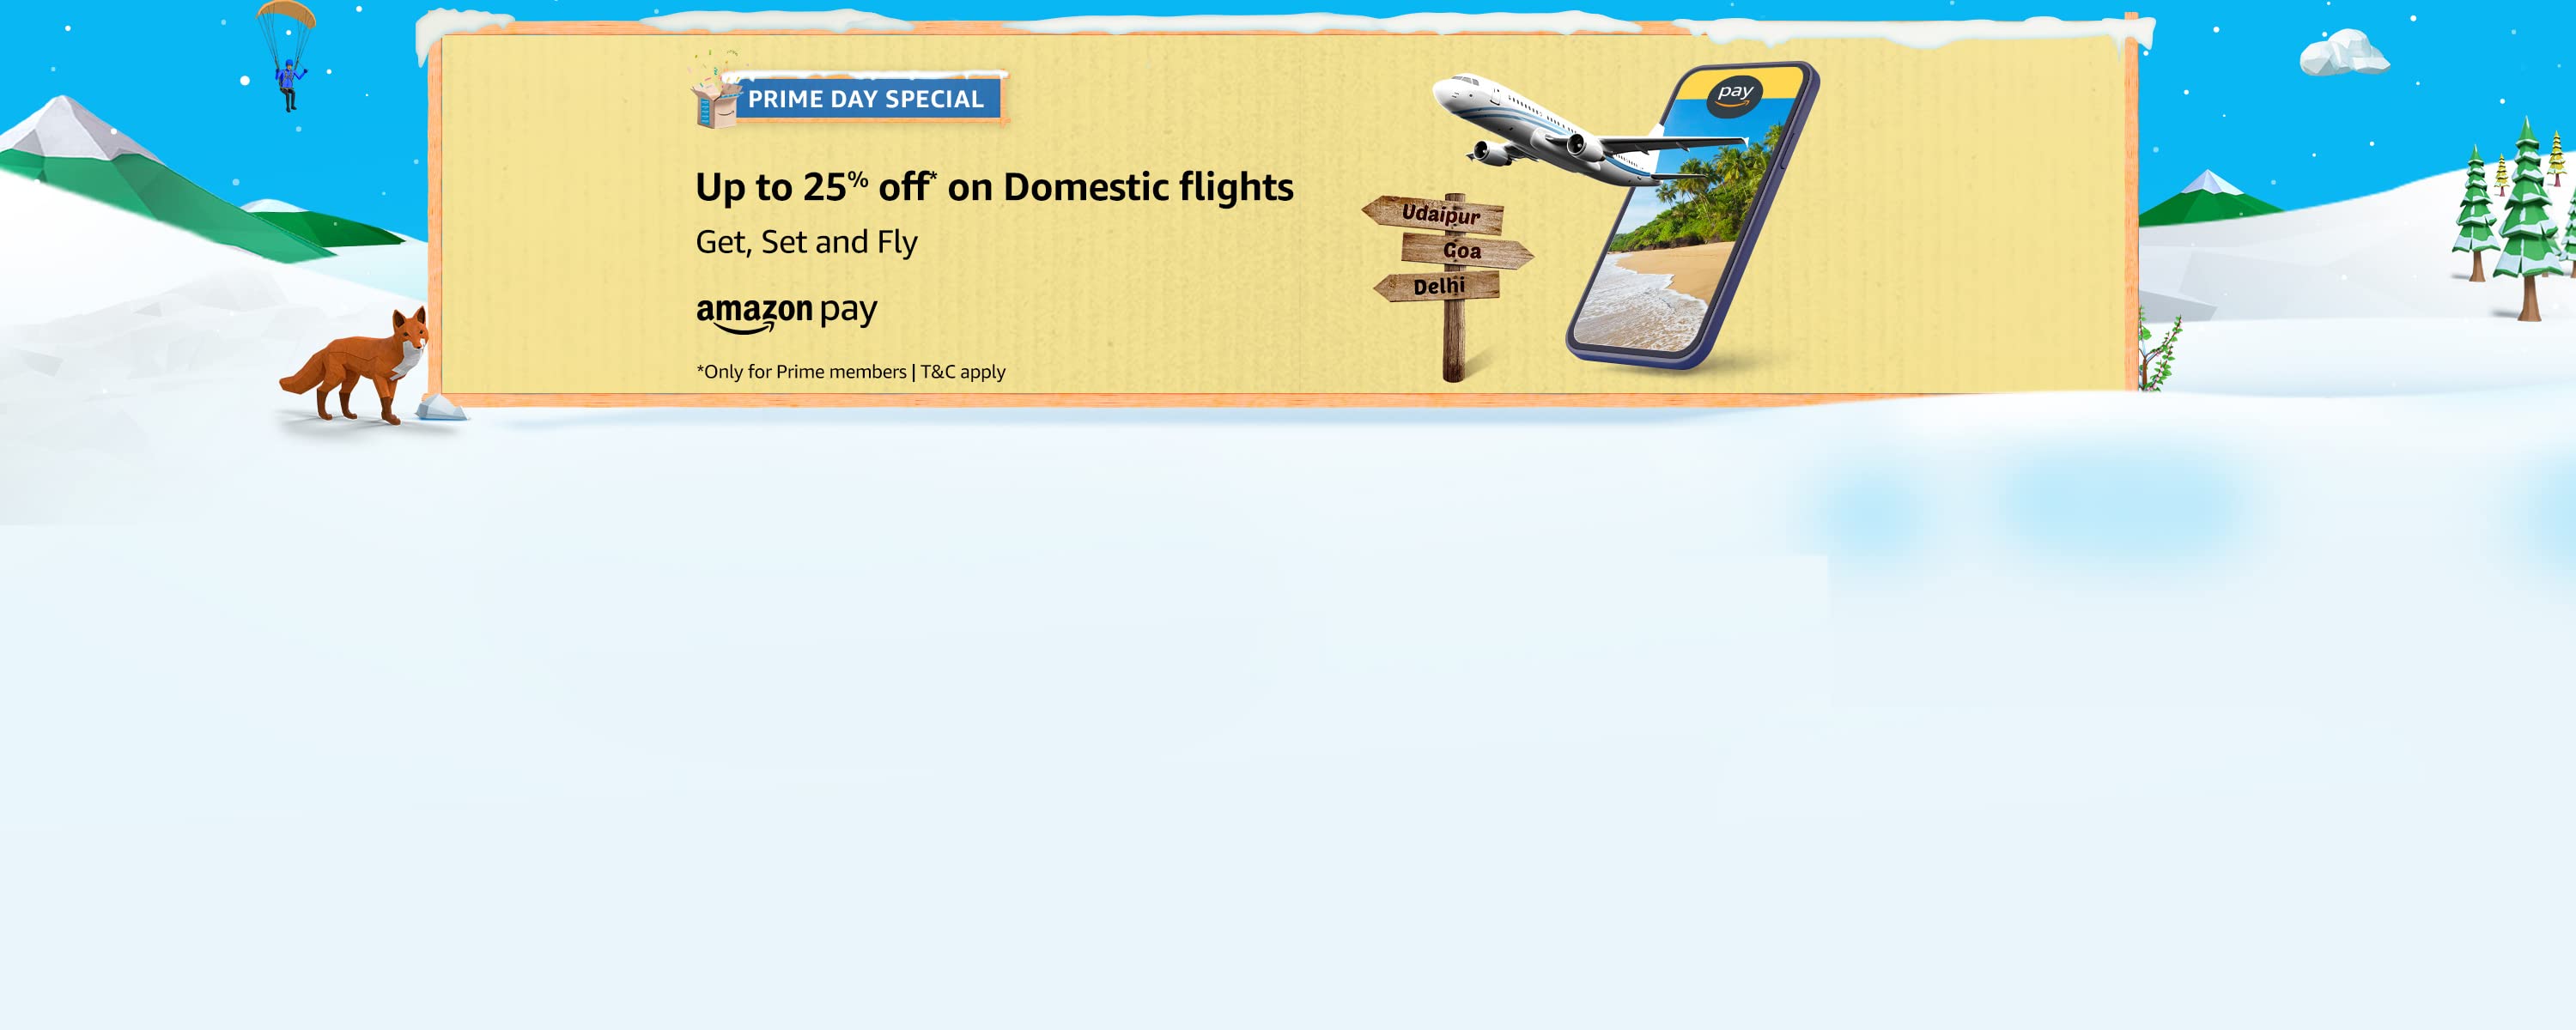 PRIME DAY SPECIAL
Up to 25% off* on Domestic flights
Get, Set and Fly
amazon pay
*Only for Prime members | T&C apply
pay
Udaipur
Goa
Delhi